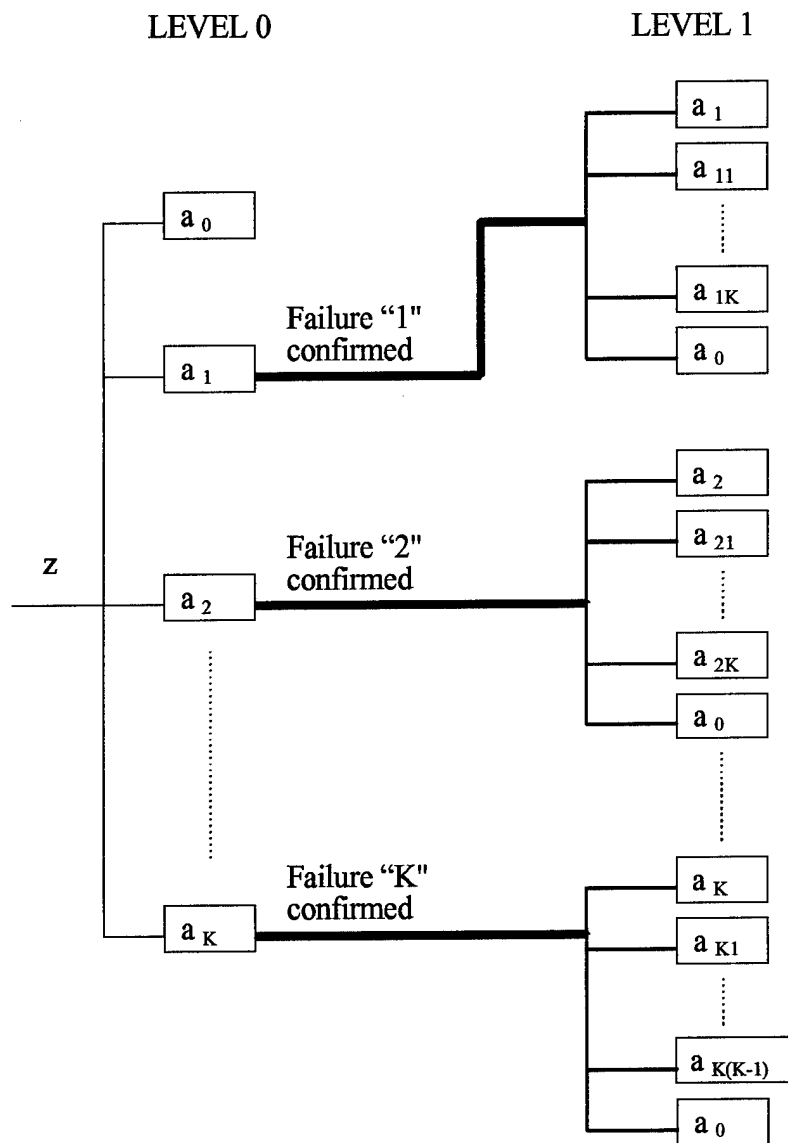 LEVEL 0
LEVEL 1
a 0
a 1
Failure “1"
confirmed
a 1
a 11
a 1K
a 0
z
a 2
Failure “2"
confirmed
a 2
a 21
a 2K
a 0
a K
Failure “K"
confirmed
a K
a K1
a K(K-1)
a 0